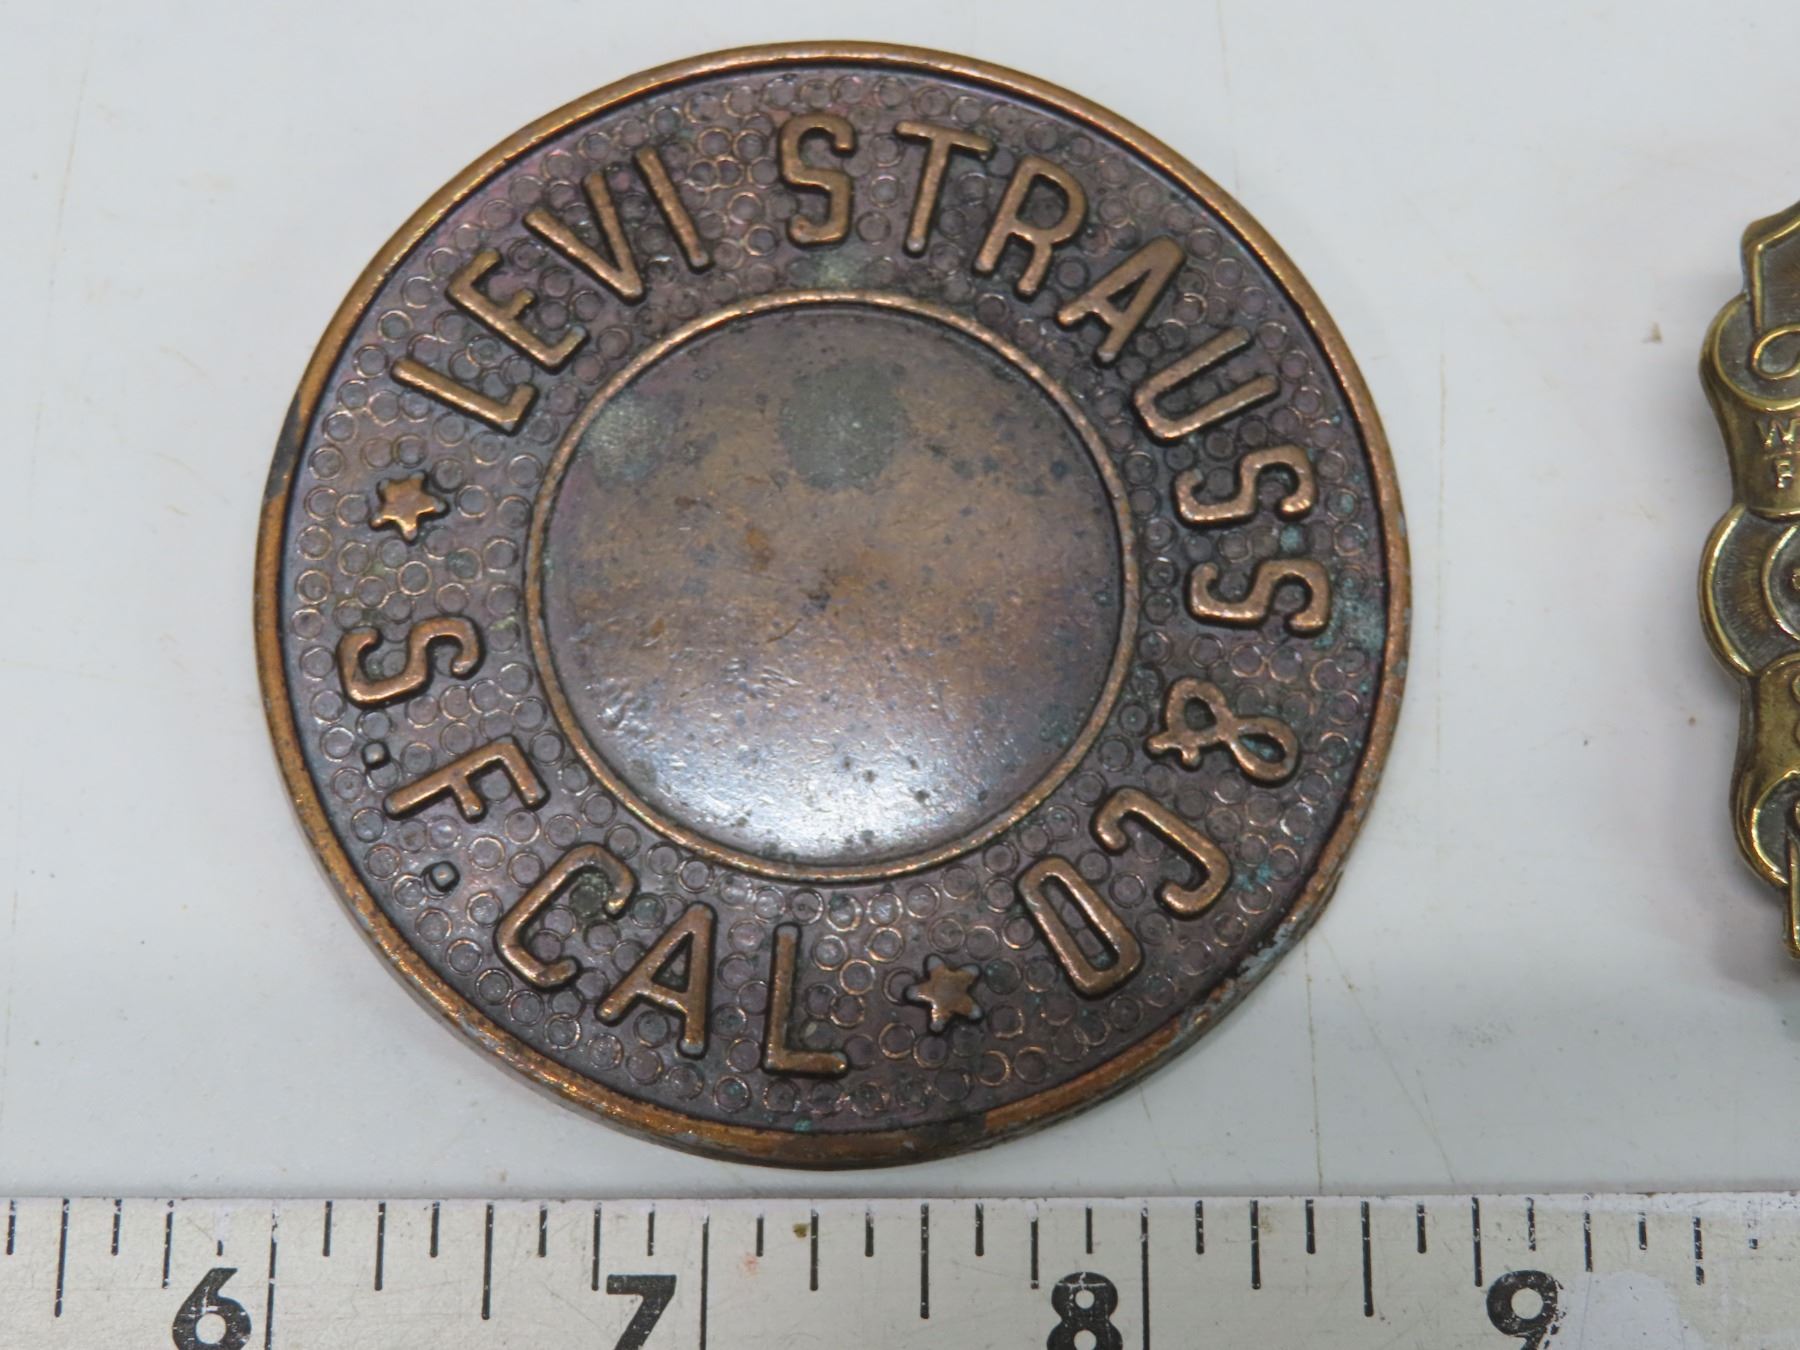 LEVI STRAUSS & CO
S.F. CAL
6 7 8 9